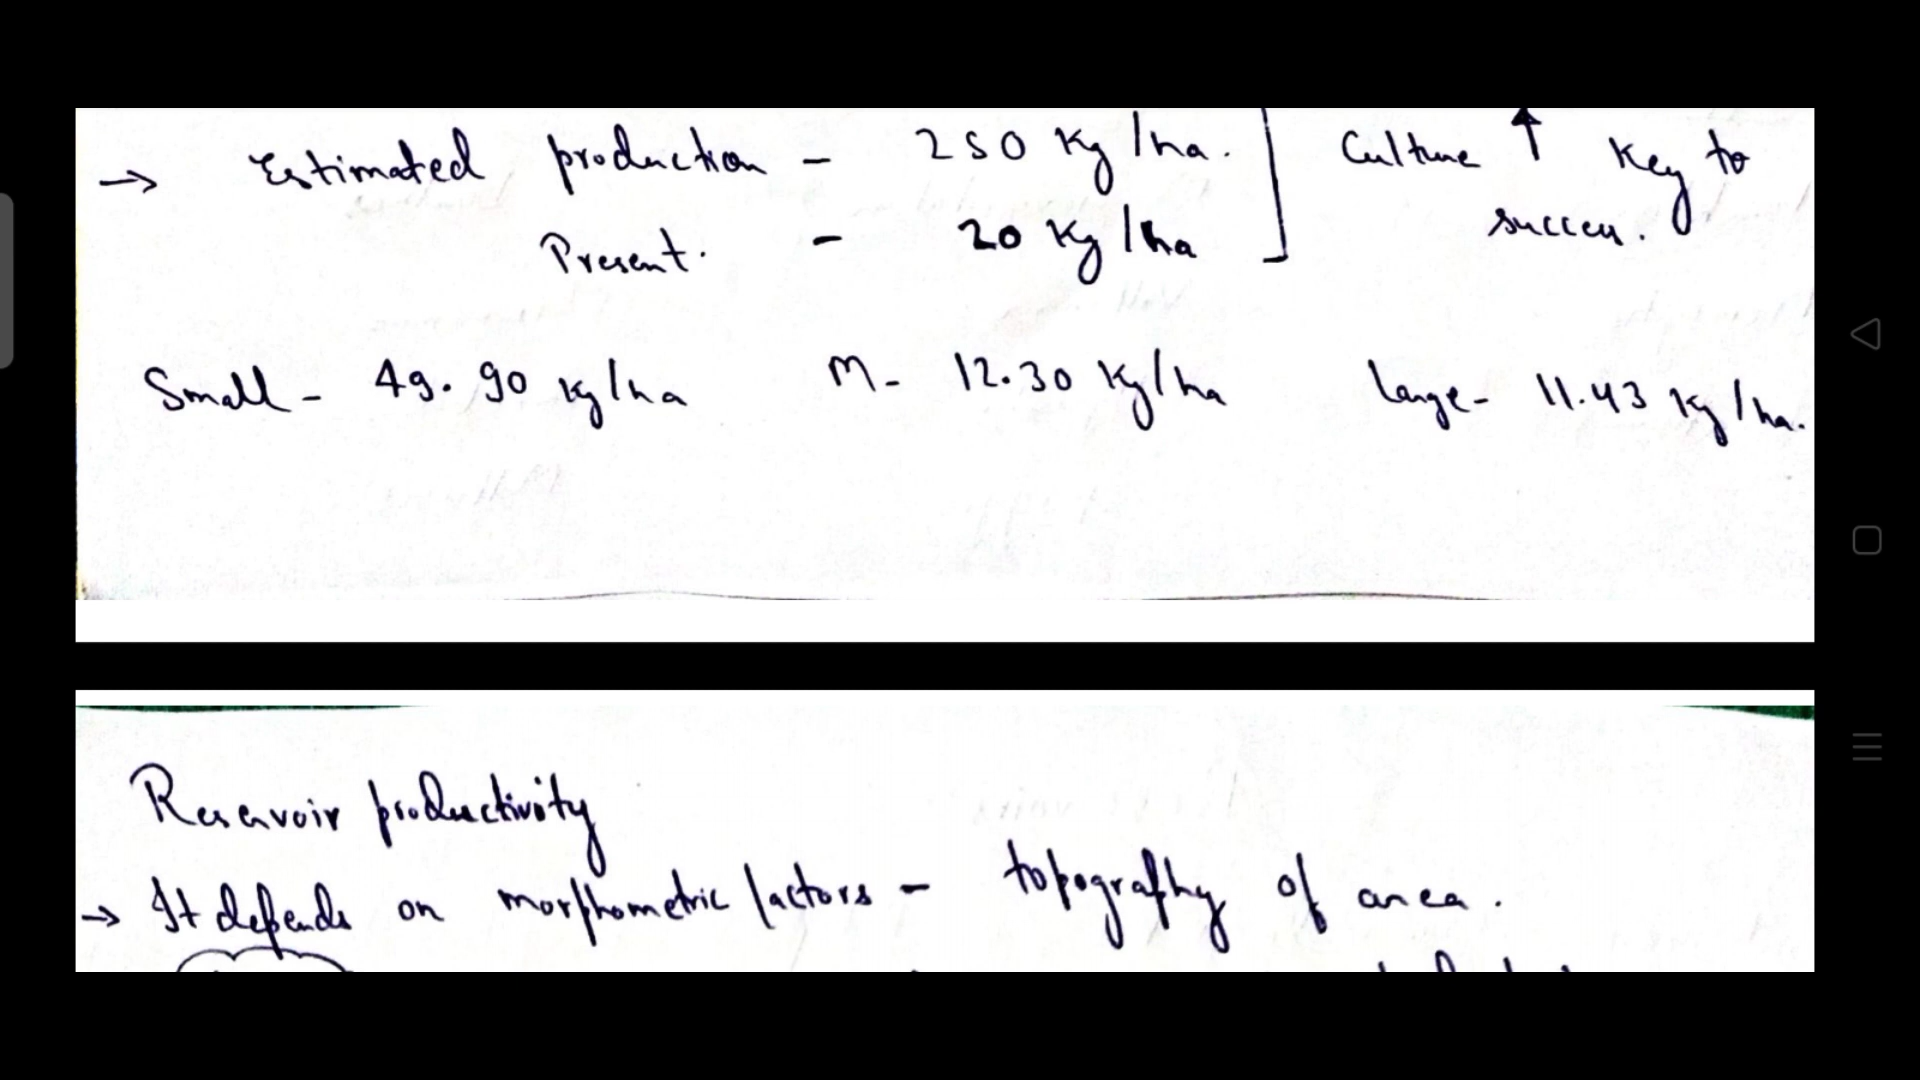 → Estimated production - 250 Kg/ha. ] Culture ↑ Key to
Present. - 20 Kg/ha succes.
Small - 49.90 Kg/ha M - 12.30 Kg/ha large - 11.43 Kg/ha.
Reservoir productivity
→ It depends on morphometric factors - topography of area.